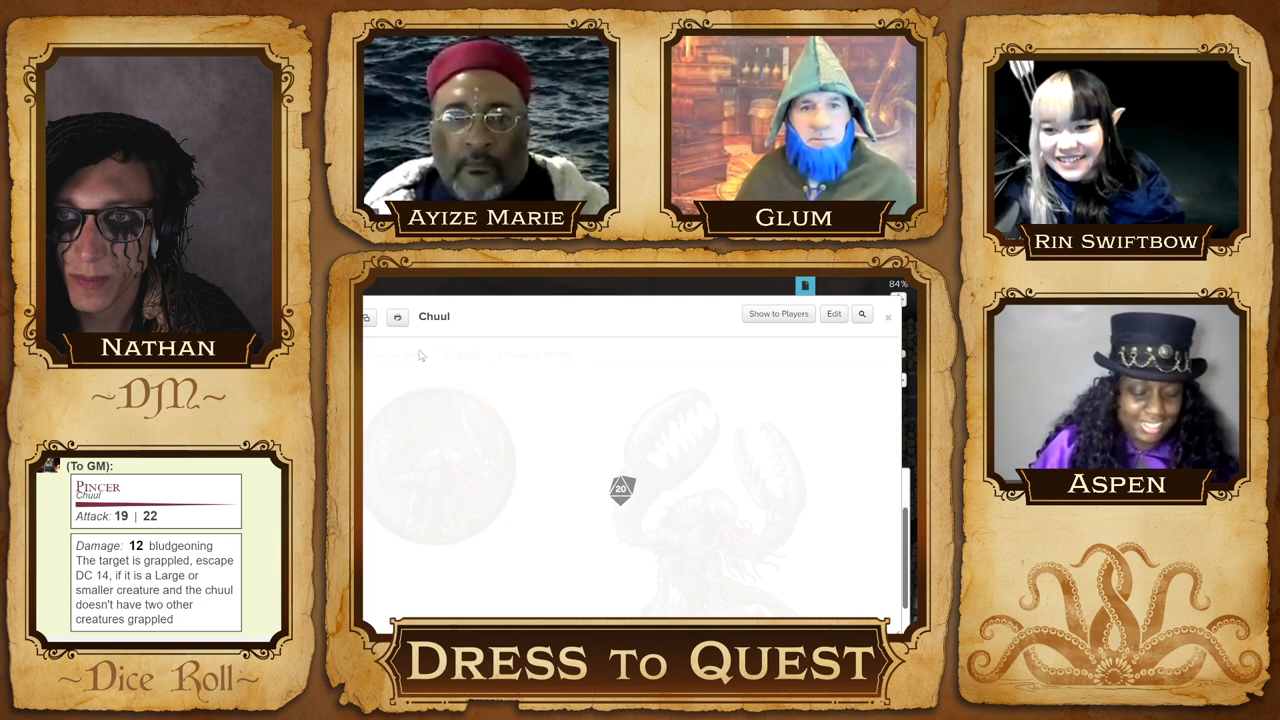 NATHAN
~DM~
(To GM):
PINCER
Chuul
Attack: 19 | 22
Damage: 12 bludgeoning
The target is grappled, escape
DC 14, if it is a Large or
smaller creature and the chuul
doesn't have two other
creatures grappled
~Dice Roll~
AYIZE MARIE
GLUM
84%
Chuul
Show to Players
Edit
20
DRESS TO QUEST
RIN SWIFTBOW
ASPEN